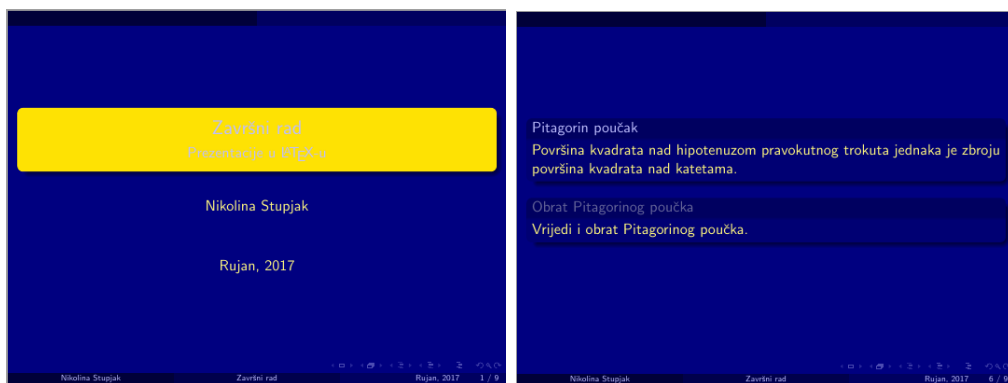 Završni rad
Prezentacije u LATEX-u
Nikolina Stupjak
Rujan, 2017
Nikolina Stupjak Završni rad Rujan, 2017 1 / 9
Pitagorin poučak
Površina kvadrata nad hipotenuzom pravokutnog trokuta jednaka je zbroju
površina kvadrata nad katetama.
Obrat Pitagorinog poučka
Vrijedi i obrat Pitagorinog poučka.
Nikolina Stupjak Završni rad Rujan, 2017 6 / 9